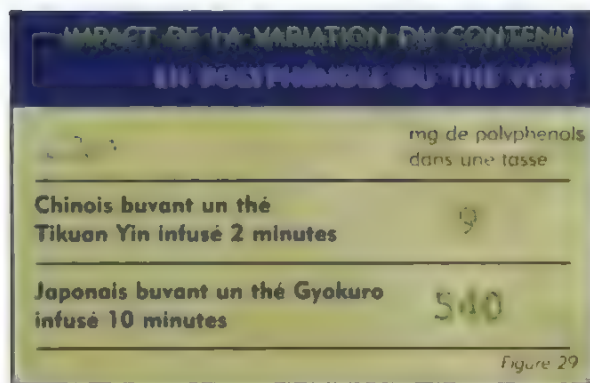 IMPACT DE LA VARIATION DU CONTENU
EN POLYPHÉNOLS DU THÉ VERT
mg de polyphenols
dans une tasse
Chinois buvant un thé
Tikuan Yin infusé 2 minutes
9
Japonais buvant un thé Gyokuro
infusé 10 minutes
540
Figure 29